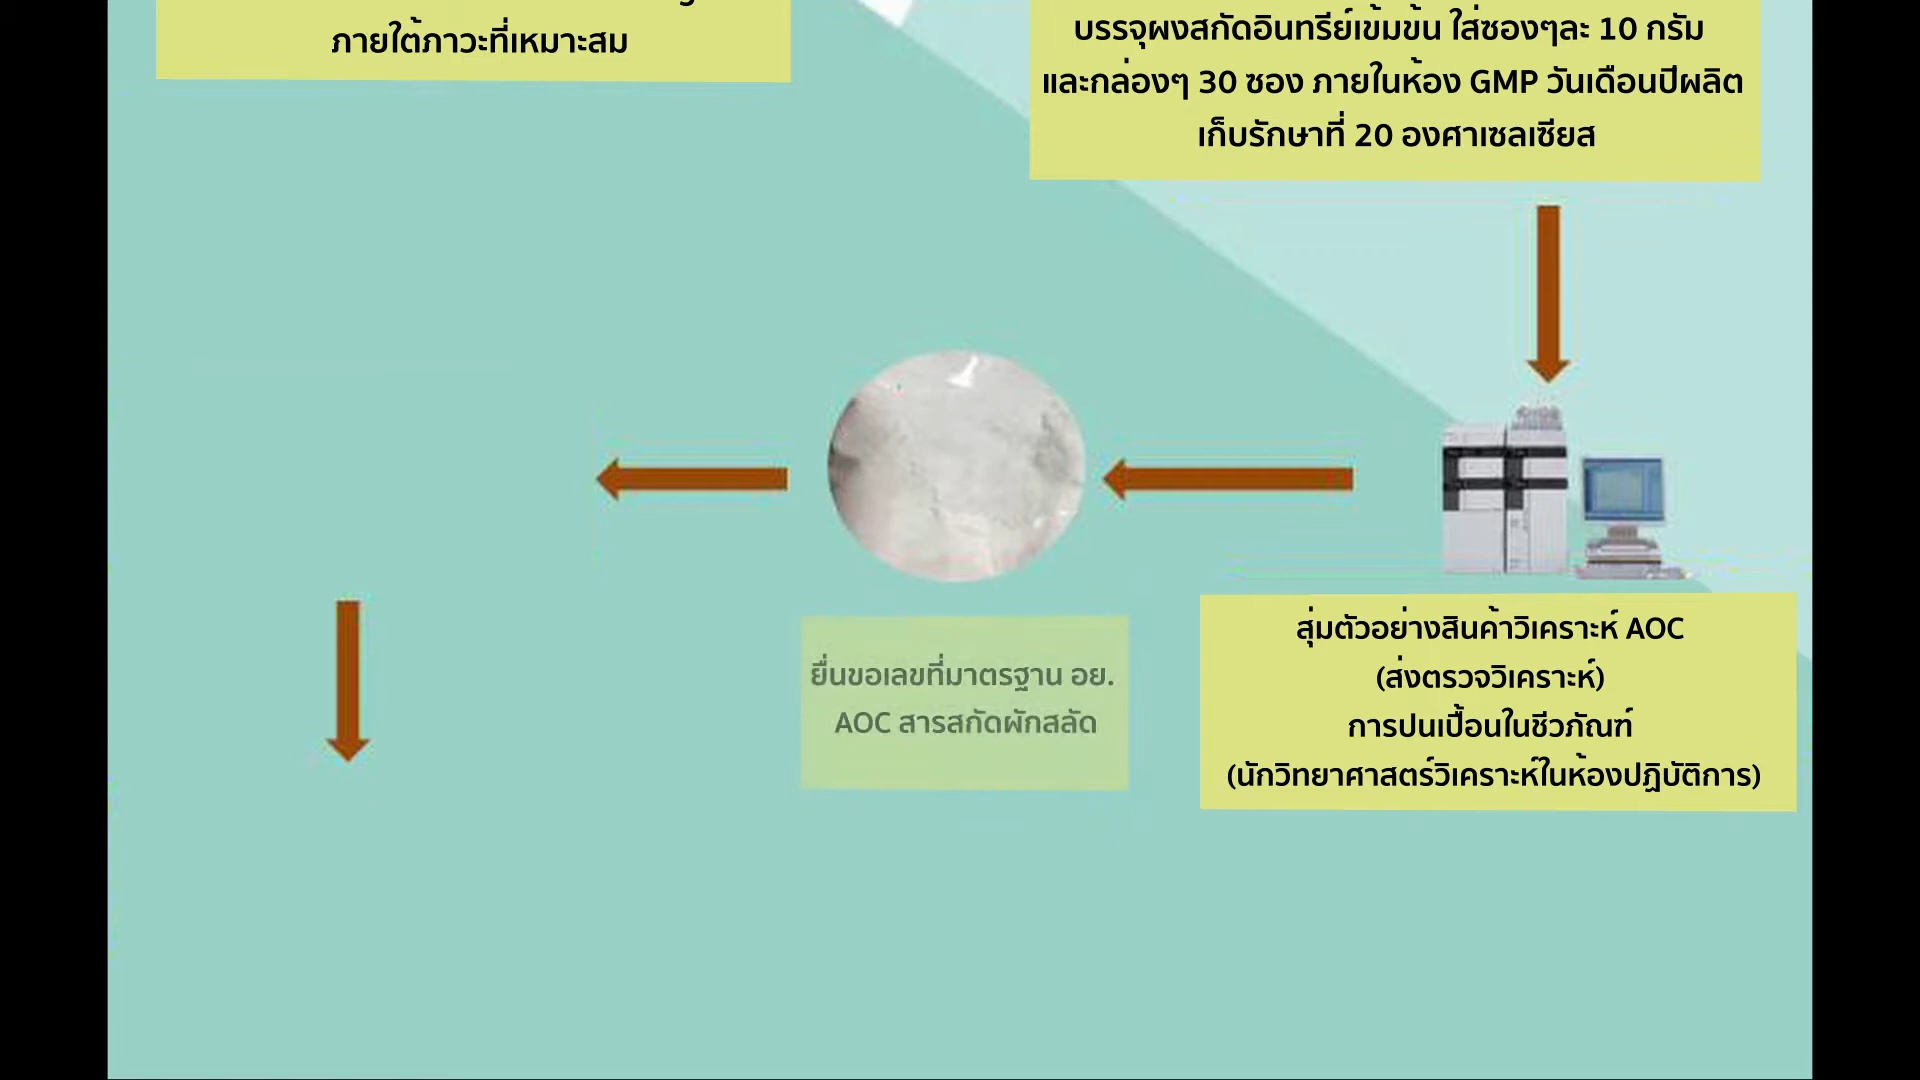 ภายใต้ภาวะที่เหมาะสม
บรรจุผงสกัดอินทรีย์เข้มข้น ใส่ซองๆละ 10 กรัม
และกล่องๆ 30 ซอง ภายในห้อง GMP วันเดือนปีผลิต
เก็บรักษาที่ 20 องศาเซลเซียส
ยื่นขอเลขที่มาตรฐาน อย.
AOC สารสกัดผักสลัด
สุ่มตัวอย่างสินค้าวิเคราะห์ AOC
(ส่งตรวจวิเคราะห์)
การปนเปื้อนในชีวภัณฑ์
(นักวิทยาศาสตร์วิเคราะห์ในห้องปฏิบัติการ)